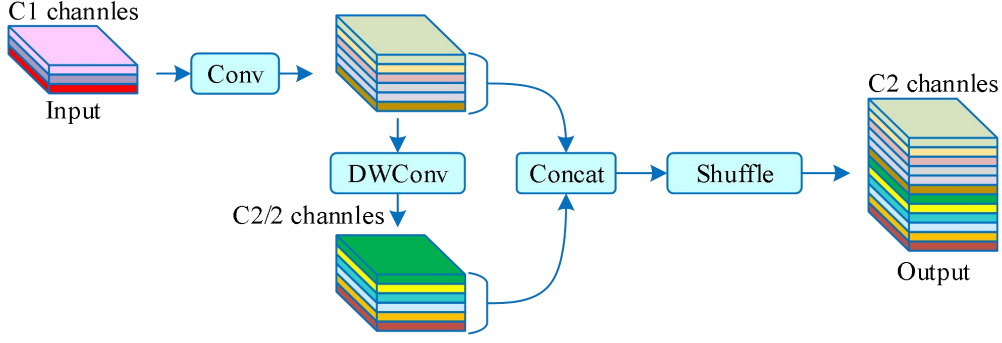 C1 channles
Input
Conv
DWConv
C2/2 channles
Concat
Shuffle
C2 channles
Output